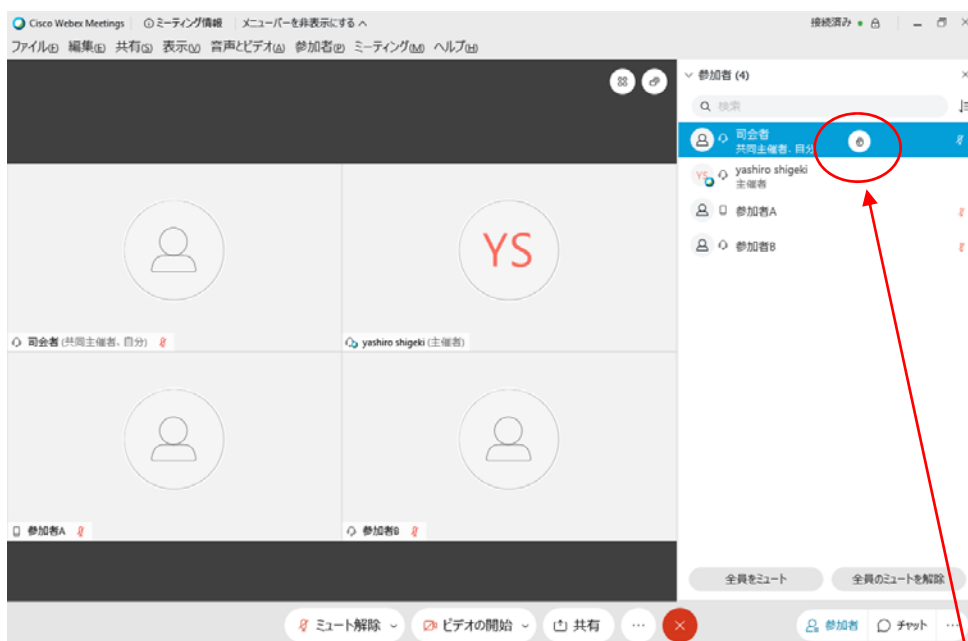 Cisco Webex Meetings ミーティング情報 メニューバーを非表示にする 接続済み
ファイル(F) 編集(E) 共有(S) 表示(V) 音声とビデオ(A) 参加者(P) ミーティング(M) ヘルプ(H)
参加者 (4)
検索
司会者
共同主催者、自分
YS yashiro shigeki
主催者
参加者A
参加者B
YS
司会者 (共同主催者、自分)
yashiro shigeki (主催者)
参加者A
参加者B
全員をミュート 全員のミュートを解除
ミュート解除 ビデオの開始 共有 参加者 チャット